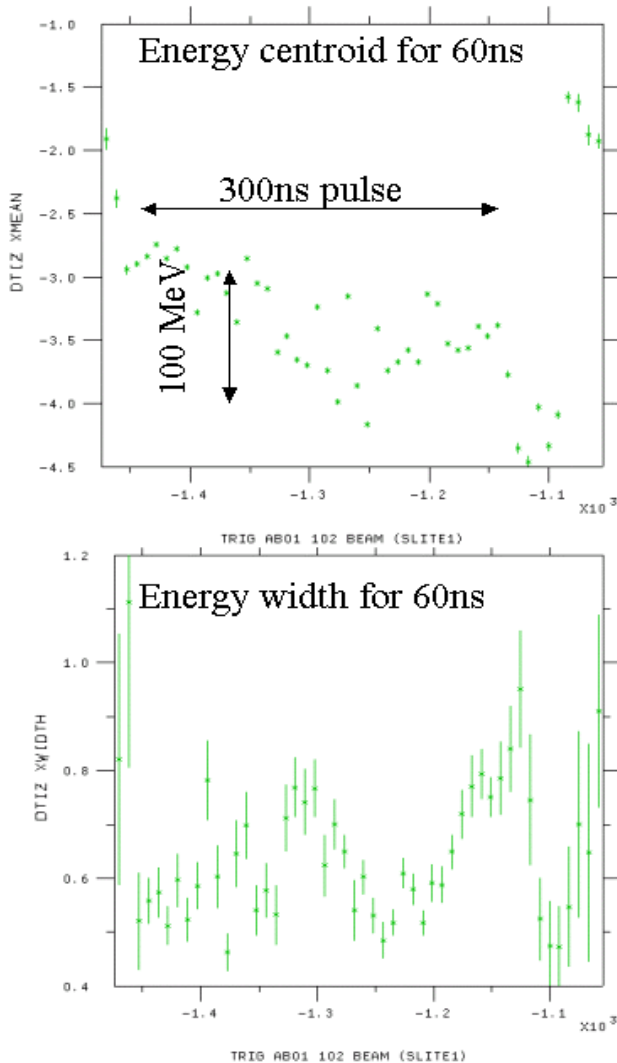 Energy centroid for 60ns
300ns pulse
100 MeV
DTIZ XMEAN
-1.0
-1.5
-2.0
-2.5
-3.0
-3.5
-4.0
-4.5
-1.4
-1.3
-1.2
-1.1
X10 3
TRIG AB01 102 BEAM (SLITE1)
Energy width for 60ns
DTIZ XWIDTH
1.2
1.0
0.8
0.6
0.4
-1.4
-1.3
-1.2
-1.1
X10 3
TRIG AB01 102 BEAM (SLITE1)